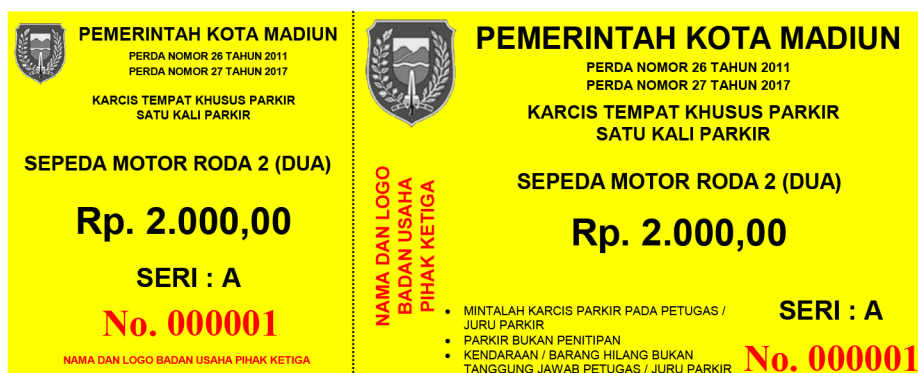 PEMERINTAH KOTA MADIUN
PERDA NOMOR 26 TAHUN 2011
PERDA NOMOR 27 TAHUN 2017
KARCIS TEMPAT KHUSUS PARKIR
SATU KALI PARKIR
SEPEDA MOTOR RODA 2 (DUA)
Rp. 2.000,00
SERI : A
No. 000001
NAMA DAN LOGO BADAN USAHA PIHAK KETIGA
PEMERINTAH KOTA MADIUN
PERDA NOMOR 26 TAHUN 2011
PERDA NOMOR 27 TAHUN 2017
KARCIS TEMPAT KHUSUS PARKIR
SATU KALI PARKIR
NAMA DAN LOGO
BADAN USAHA
PIHAK KETIGA
SEPEDA MOTOR RODA 2 (DUA)
Rp. 2.000,00
• MINTALAH KARCIS PARKIR PADA PETUGAS /
JURU PARKIR
• PARKIR BUKAN PENITIPAN
• KENDARAAN / BARANG HILANG BUKAN
TANGGUNG JAWAB PETUGAS / JURU PARKIR
SERI : A
No. 000001